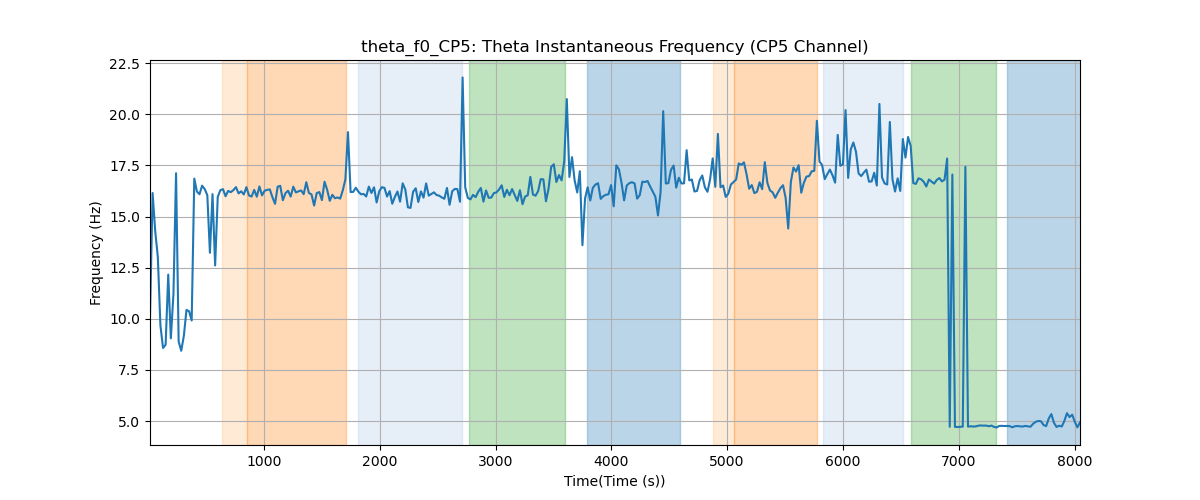 theta_f0_CP5: Theta Instantaneous Frequency (CP5 Channel)
22.5
20.0
17.5
15.0
12.5
10.0
7.5
5.0
Frequency (Hz)
1000 2000 3000 4000 5000 6000 7000 8000
Time(Time (s))